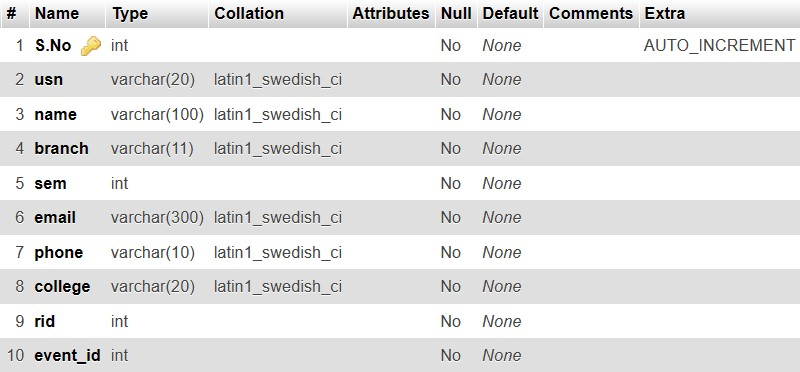 # Name Type Collation Attributes Null Default Comments Extra
1 S.No int No None AUTO_INCREMENT
2 usn varchar(20) latin1_swedish_ci No None
3 name varchar(100) latin1_swedish_ci No None
4 branch varchar(11) latin1_swedish_ci No None
5 sem int No None
6 email varchar(300) latin1_swedish_ci No None
7 phone varchar(10) latin1_swedish_ci No None
8 college varchar(20) latin1_swedish_ci No None
9 rid int No None
10 event_id int No None